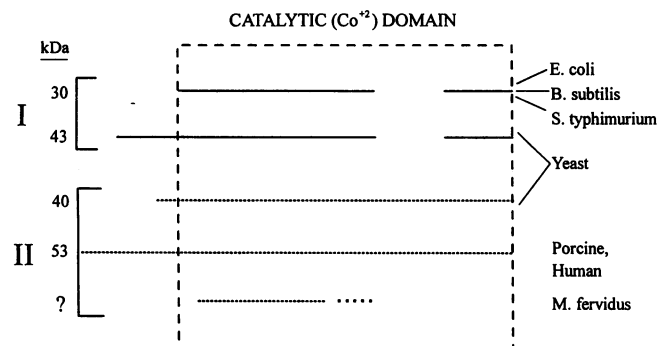 CATALYTIC (Co+2) DOMAIN
kDa
30
E. coli
B. subtilis
S. typhimurium
I
43
Yeast
40
II
53
Porcine,
Human
?
M. fervidus